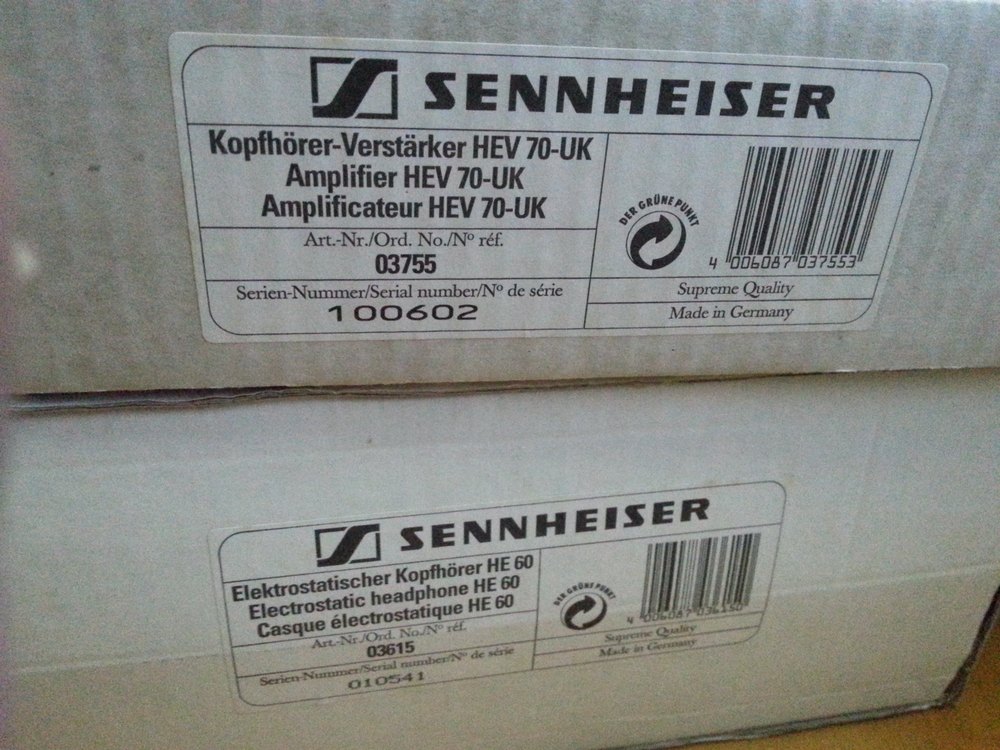 SENNHEISER
Kopfhörer-Verstärker HEV 70-UK
Amplifier HEV 70-UK
Amplificateur HEV 70-UK
Art.-Nr./Ord. No./Nº réf.
03755
Serien-Nummer/Serial number/Nº de série
100602
DER GRÜNE PUNKT
4 006087 037553
Supreme Quality
Made in Germany
SENNHEISER
Elektrostatischer Kopfhörer HE 60
Electrostatic headphone HE 60
Casque électrostatique HE 60
Art.-Nr./Ord. No./Nº réf.
03615
Serien-Nummer/Serial number/Nº de série
010541
DER GRÜNE PUNKT
Supreme Quality
Made in Germany